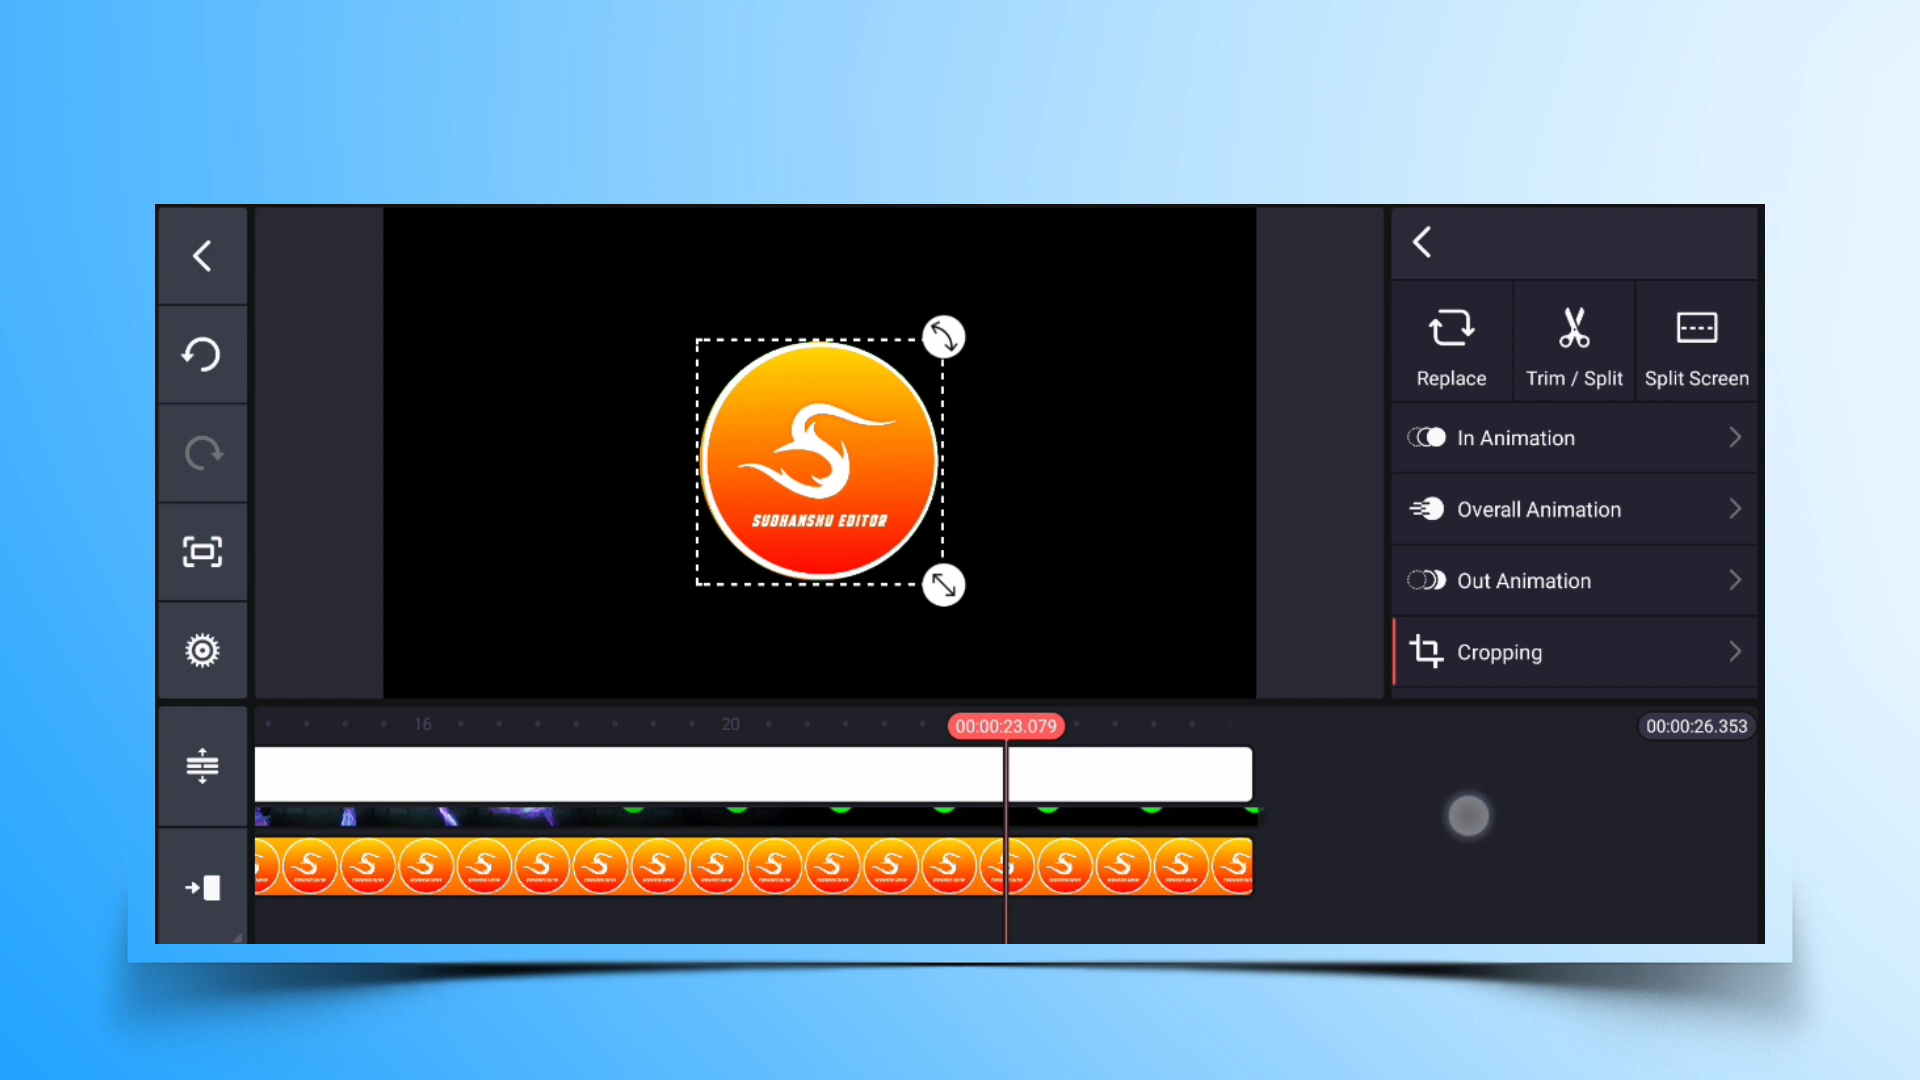 Replace
Trim / Split
Split Screen
In Animation
Overall Animation
Out Animation
Cropping
SUDHANSHU EDITOR
16
20
00:00:23.079
00:00:26.353